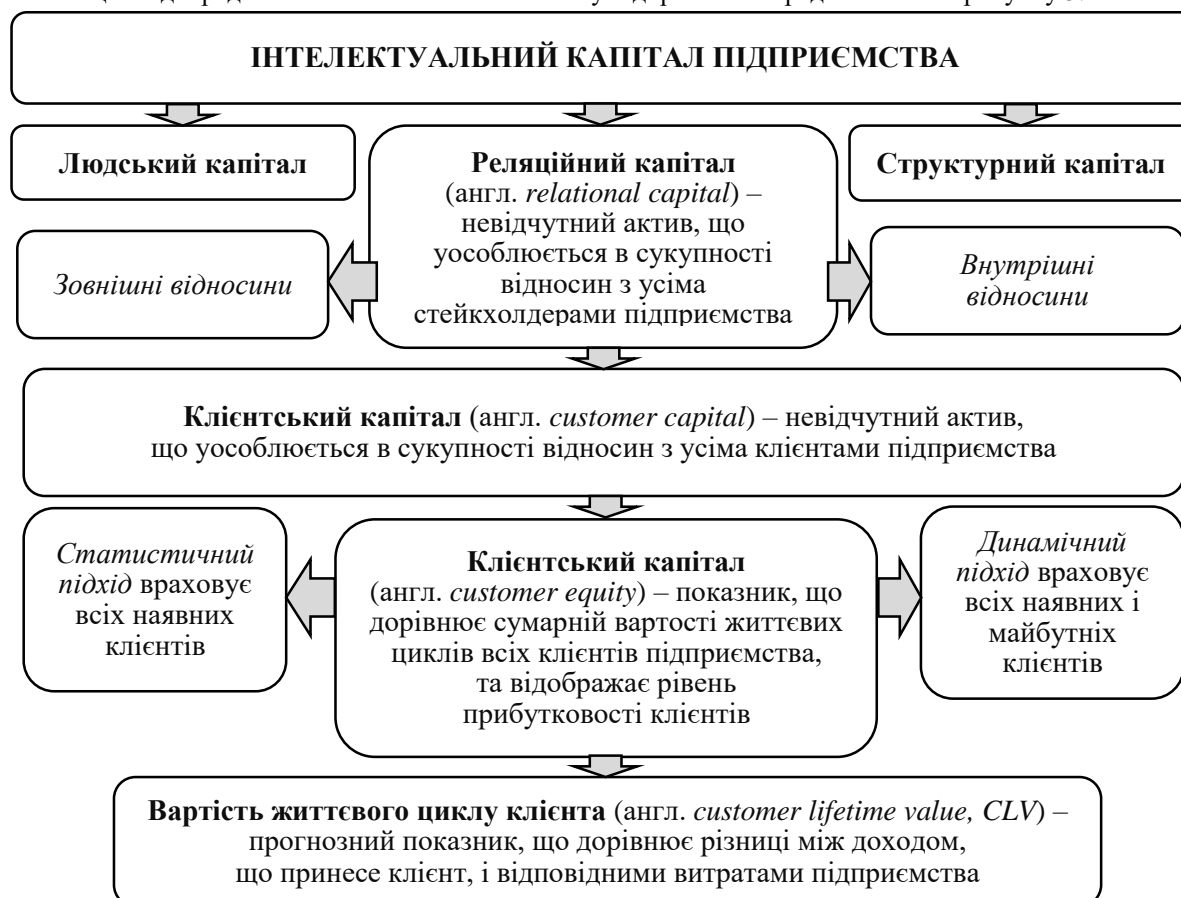 ІНТЕЛЕКТУАЛЬНИЙ КАПІТАЛ ПІДПРИЄМСТВА
Людський капітал
Реляційний капітал
(англ. relational capital) –
невідчутний актив, що
уособлюється в сукупності
відносин з усіма
стейкхолдерами підприємства
Структурний капітал
Зовнішні відносини
Внутрішні
відносини
Клієнтський капітал (англ. customer capital) – невідчутний актив,
що уособлюється в сукупності відносин з усіма клієнтами підприємства
Статистичний
підхід враховує
всіх наявних
клієнтів
Клієнтський капітал
(англ. customer equity) – показник, що
дорівнює сумарній вартості життєвих
циклів всіх клієнтів підприємства,
та відображає рівень
прибутковості клієнтів
Динамічний
підхід враховує
всіх наявних і
майбутніх
клієнтів
Вартість життєвого циклу клієнта (англ. customer lifetime value, CLV) –
прогнозний показник, що дорівнює різниці між доходом,
що принесе клієнт, і відповідними витратами підприємства